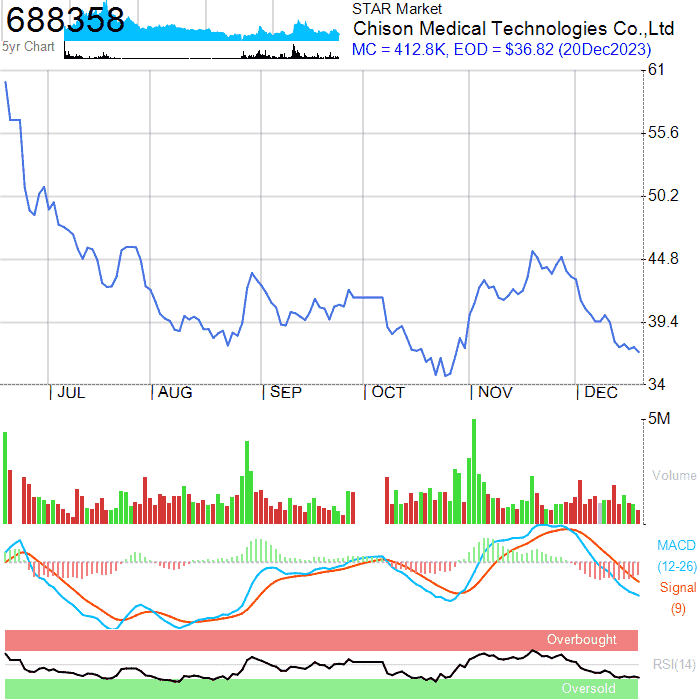 688358
5yr Chart
STAR Market
Chison Medical Technologies Co.,Ltd
MC = 412.8K, EOD = $36.82 (20Dec2023)
61
55.6
50.2
44.8
39.4
34
JUL AUG SEP OCT NOV DEC
5M
Volume
MACD
(12-26)
Signal
(9)
Overbought
RSI(14)
Oversold